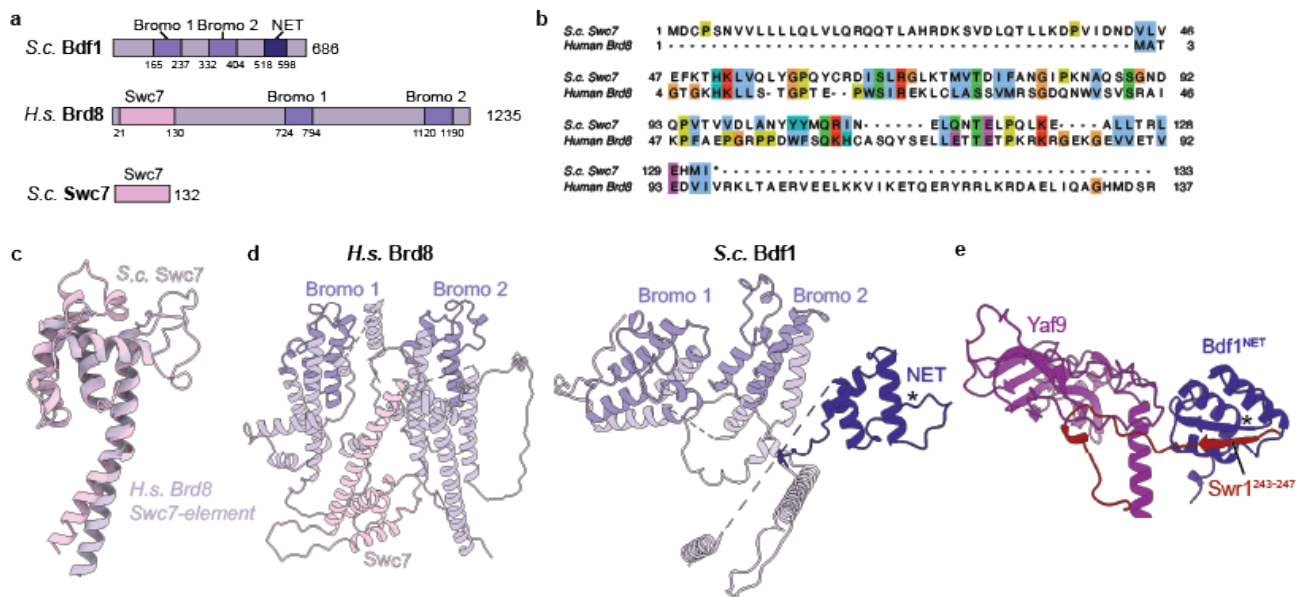 a
Bromo 1 Bromo 2 NET
S.c. Bdf1 686
165 237 332 404 518 598
Swc7 Bromo 1 Bromo 2
H.s. Brd8 1235
21 130 724 794 1120 1190
Swc7
S.c. Swc7 132
b
S.c. Swc7 1 MDCPSNVVLLLLLQLVLQRQQTLAHRDKSVDLQTLLKDPVIDNDVLV 46
Human Brd8 1 - - - - - - - - - - - - - - - - - - - - - - - - - - - - - - - - - - - - - - - - - - - MAT 3
S.c. Swc7 47 EFKTHKLVQLYGPQYCRDISLRGLKTMVTDIFANGIPKNAQSSGND 92
Human Brd8 4 GTGKHKLLS-TGPTE--PWSIREKLCLASSVMRSGDQNWVSVSRAI 46
S.c. Swc7 93 QPVTVVDLANYYYMQRIN-----ELQNTELPQLKE----ALLTRL 128
Human Brd8 47 KPFAEPGRPPDWFSQKHCASQYSELLETTETPKRKRGEKGEVVETV 92
S.c. Swc7 129 EHMI*- - - - - - - - - - - - - - - - - - - - - - - - - - - - - - - - - - - - - - - - 133
Human Brd8 93 EDVIVRKLTAERVEELKKVIKETQERYRRLKRDAELIQAGHMDSR 137
c
S.c. Swc7
H.s. Brd8
Swc7-element
d
H.s. Brd8
Bromo 1 Bromo 2
Swc7
S.c. Bdf1
Bromo 1 Bromo 2
NET
*
e
Yaf9
Bdf1NET
*
Swr1243-247